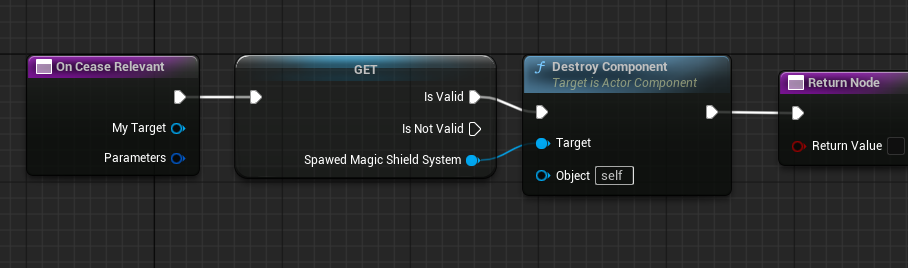 On Cease Relevant
My Target
Parameters
GET
Is Valid
Is Not Valid
Spawed Magic Shield System
Destroy Component
Target is Actor Component
Target
Object self
Return Node
Return Value